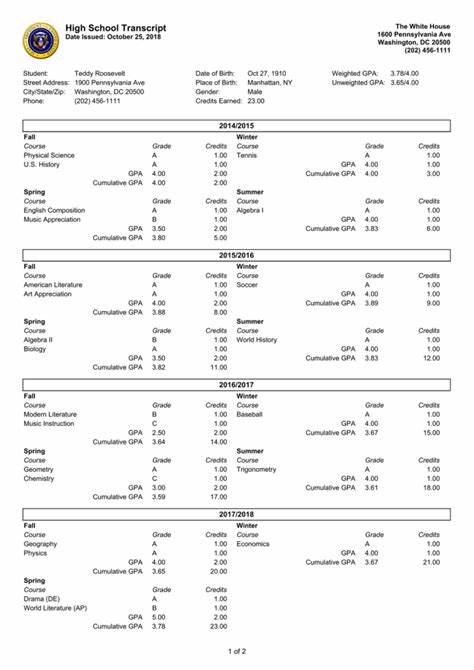 High School Transcript
Date Issued: October 25, 2018
The White House
1600 Pennsylvania Ave
Washington, DC 20500
(202) 456-1111
Student: Teddy Roosevelt Date of Birth: Oct 27, 1910 Weighted GPA: 3.78/4.00
Street Address: 1900 Pennsylvania Ave Place of Birth: Manhattan, NY Unweighted GPA: 3.65/4.00
City/State/Zip: Washington, DC 20500 Gender: Male
Phone: (202) 456-1111 Credits Earned: 23.00
2014/2015
Fall Winter
Course Grade Credits Course Grade Credits
Physical Science A 1.00 Tennis A 1.00
U.S. History A 1.00 GPA 4.00 1.00
GPA 4.00 2.00 Cumulative GPA 4.00 3.00
Cumulative GPA 4.00 2.00
Spring Summer
Course Grade Credits Course Grade Credits
English Composition A 1.00 Algebra I A 1.00
Music Appreciation B 1.00 GPA 4.00 1.00
GPA 3.50 2.00 Cumulative GPA 3.83 6.00
Cumulative GPA 3.80 5.00
2015/2016
Fall Winter
Course Grade Credits Course Grade Credits
American Literature A 1.00 Soccer A 1.00
Art Appreciation A 1.00 GPA 4.00 1.00
GPA 4.00 2.00 Cumulative GPA 3.89 9.00
Cumulative GPA 3.88 8.00
Spring Summer
Course Grade Credits Course Grade Credits
Algebra II B 1.00 World History A 1.00
Biology A 1.00 GPA 4.00 1.00
GPA 3.50 2.00 Cumulative GPA 3.83 12.00
Cumulative GPA 3.82 11.00
2016/2017
Fall Winter
Course Grade Credits Course Grade Credits
Modern Literature B 1.00 Baseball A 1.00
Music Instruction C 1.00 GPA 4.00 1.00
GPA 2.50 2.00 Cumulative GPA 3.67 15.00
Cumulative GPA 3.64 14.00
Spring Summer
Course Grade Credits Course Grade Credits
Geometry A 1.00 Trigonometry A 1.00
Chemistry C 1.00 GPA 4.00 1.00
GPA 3.00 2.00 Cumulative GPA 3.61 18.00
Cumulative GPA 3.59 17.00
2017/2018
Fall Winter
Course Grade Credits Course Grade Credits
Geography A 1.00 Economics A 1.00
Physics A 1.00 GPA 4.00 1.00
GPA 4.00 2.00 Cumulative GPA 3.67 21.00
Cumulative GPA 3.65 20.00
Spring
Course Grade Credits
Drama (DE) A 1.00
World Literature (AP) B 1.00
GPA 5.00 2.00
Cumulative GPA 3.78 23.00
1 of 2